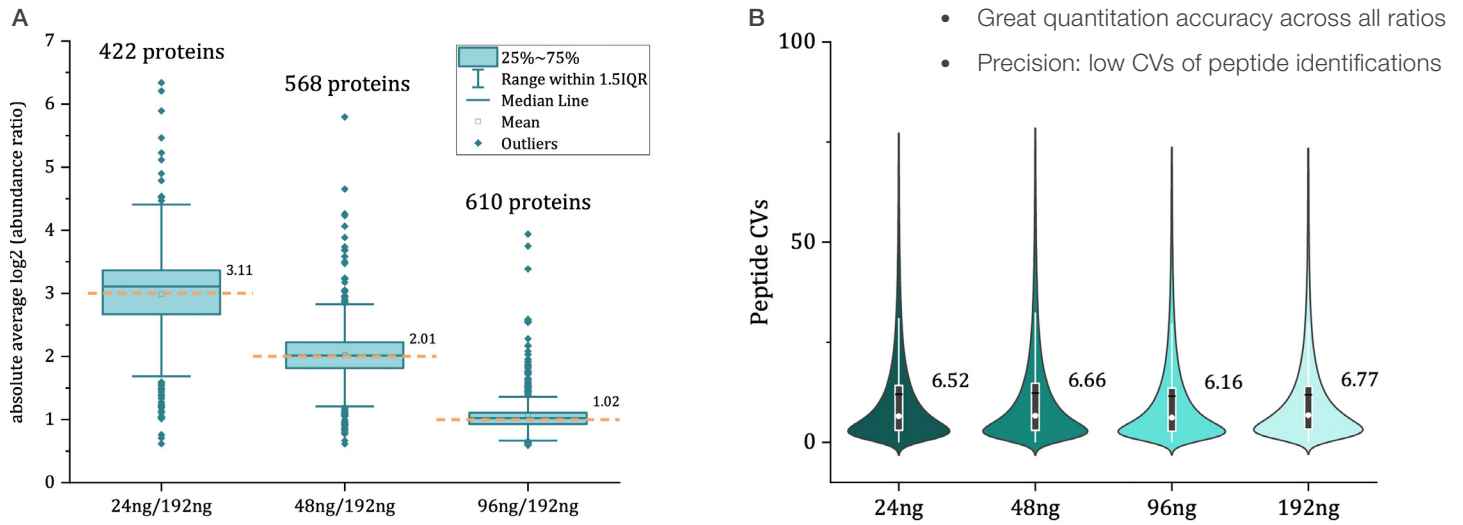 A
absolute average log2 (abundance ratio)
7
6
5
4
3
2
1
0
422 proteins
568 proteins
610 proteins
25%~75%
Range within 1.5IQR
Median Line
Mean
Outliers
3.11
2.01
1.02
24ng/192ng
48ng/192ng
96ng/192ng
B
• Great quantitation accuracy across all ratios
• Precision: low CVs of peptide identifications
Peptide CVs
100
50
0
6.52
6.66
6.16
6.77
24ng
48ng
96ng
192ng